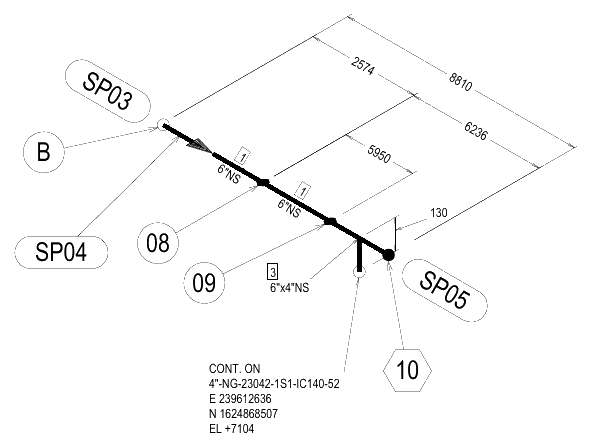 SP03
2574
8810
6236
B
5950
1
6"NS
1
6"NS
130
SP04
08
09
3
6"x4"NS
SP05
CONT. ON
4"-NG-23042-1S1-IC140-52
E 239612636
N 1624868507
EL +7104
10